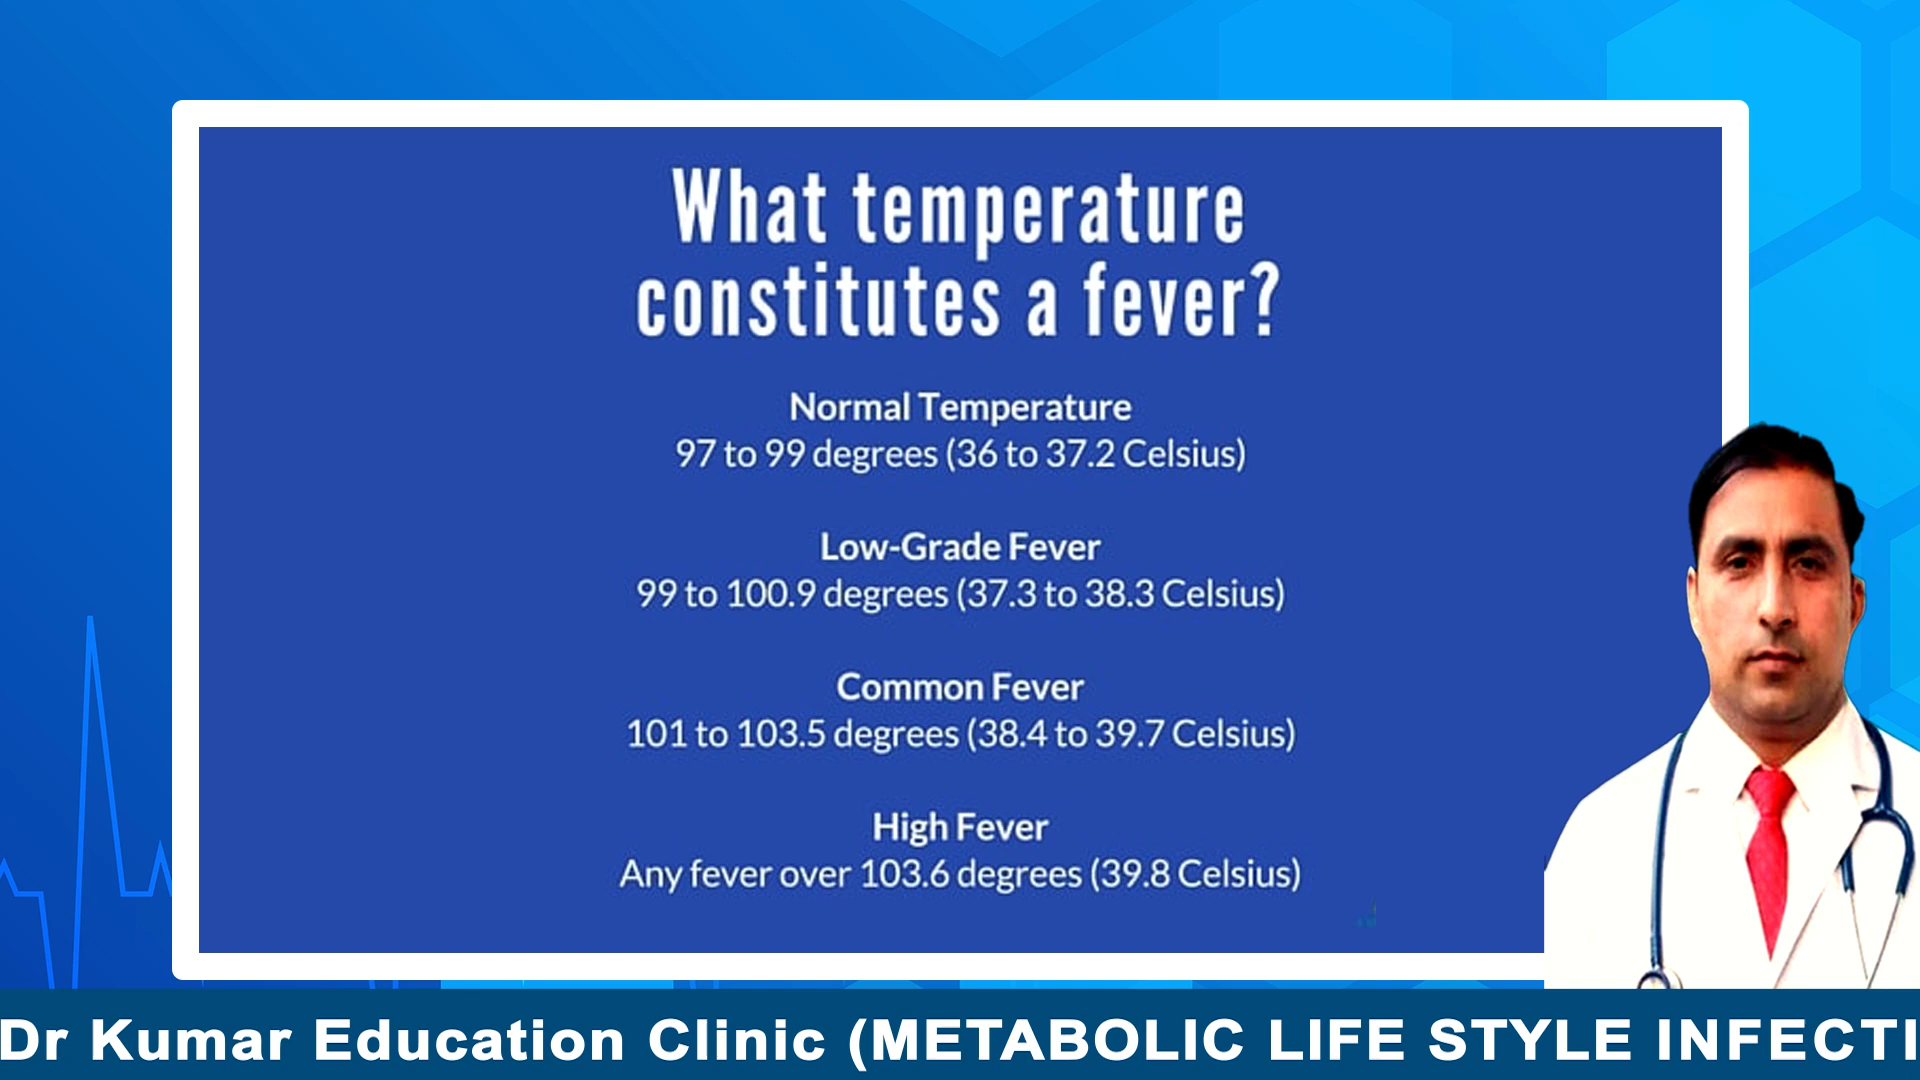 What temperature
constitutes a fever?
Normal Temperature
97 to 99 degrees (36 to 37.2 Celsius)
Low-Grade Fever
99 to 100.9 degrees (37.3 to 38.3 Celsius)
Common Fever
101 to 103.5 degrees (38.4 to 39.7 Celsius)
High Fever
Any fever over 103.6 degrees (39.8 Celsius)
Dr Kumar Education Clinic (METABOLIC LIFE STYLE INFECTI